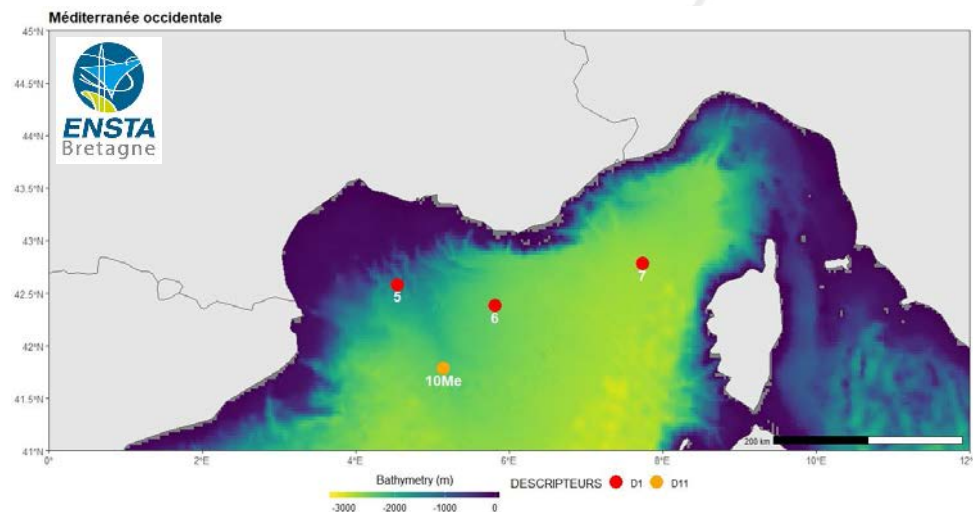 Méditerranée occidentale
45°N
ENSTA
Bretagne
44.5°N
44°N
43.5°N
43°N
42.5°N
42°N
41.5°N
41°N
7
5
6
10Me
200 km
0° 2°E 4°E 6°E 8°E 10°E 12°E
Bathymetry (m) DESCRIPTEURS D1 D11
-3000 -2000 -1000 0